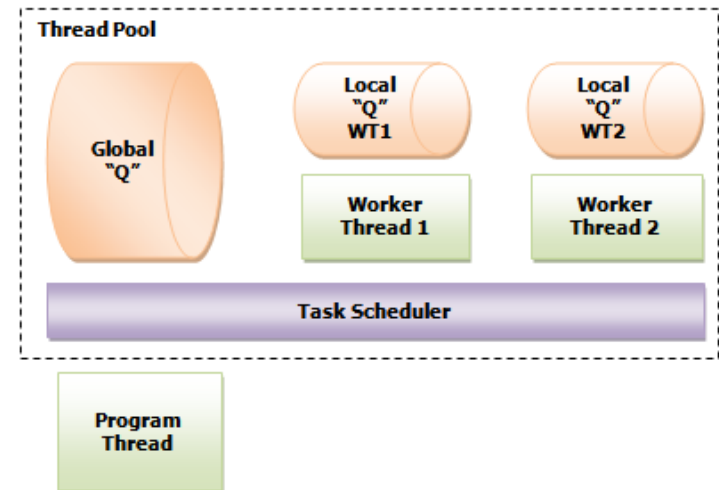 Thread Pool
Global
"Q"
Local
"Q"
WT1
Local
"Q"
WT2
Worker
Thread 1
Worker
Thread 2
Task Scheduler
Program
Thread